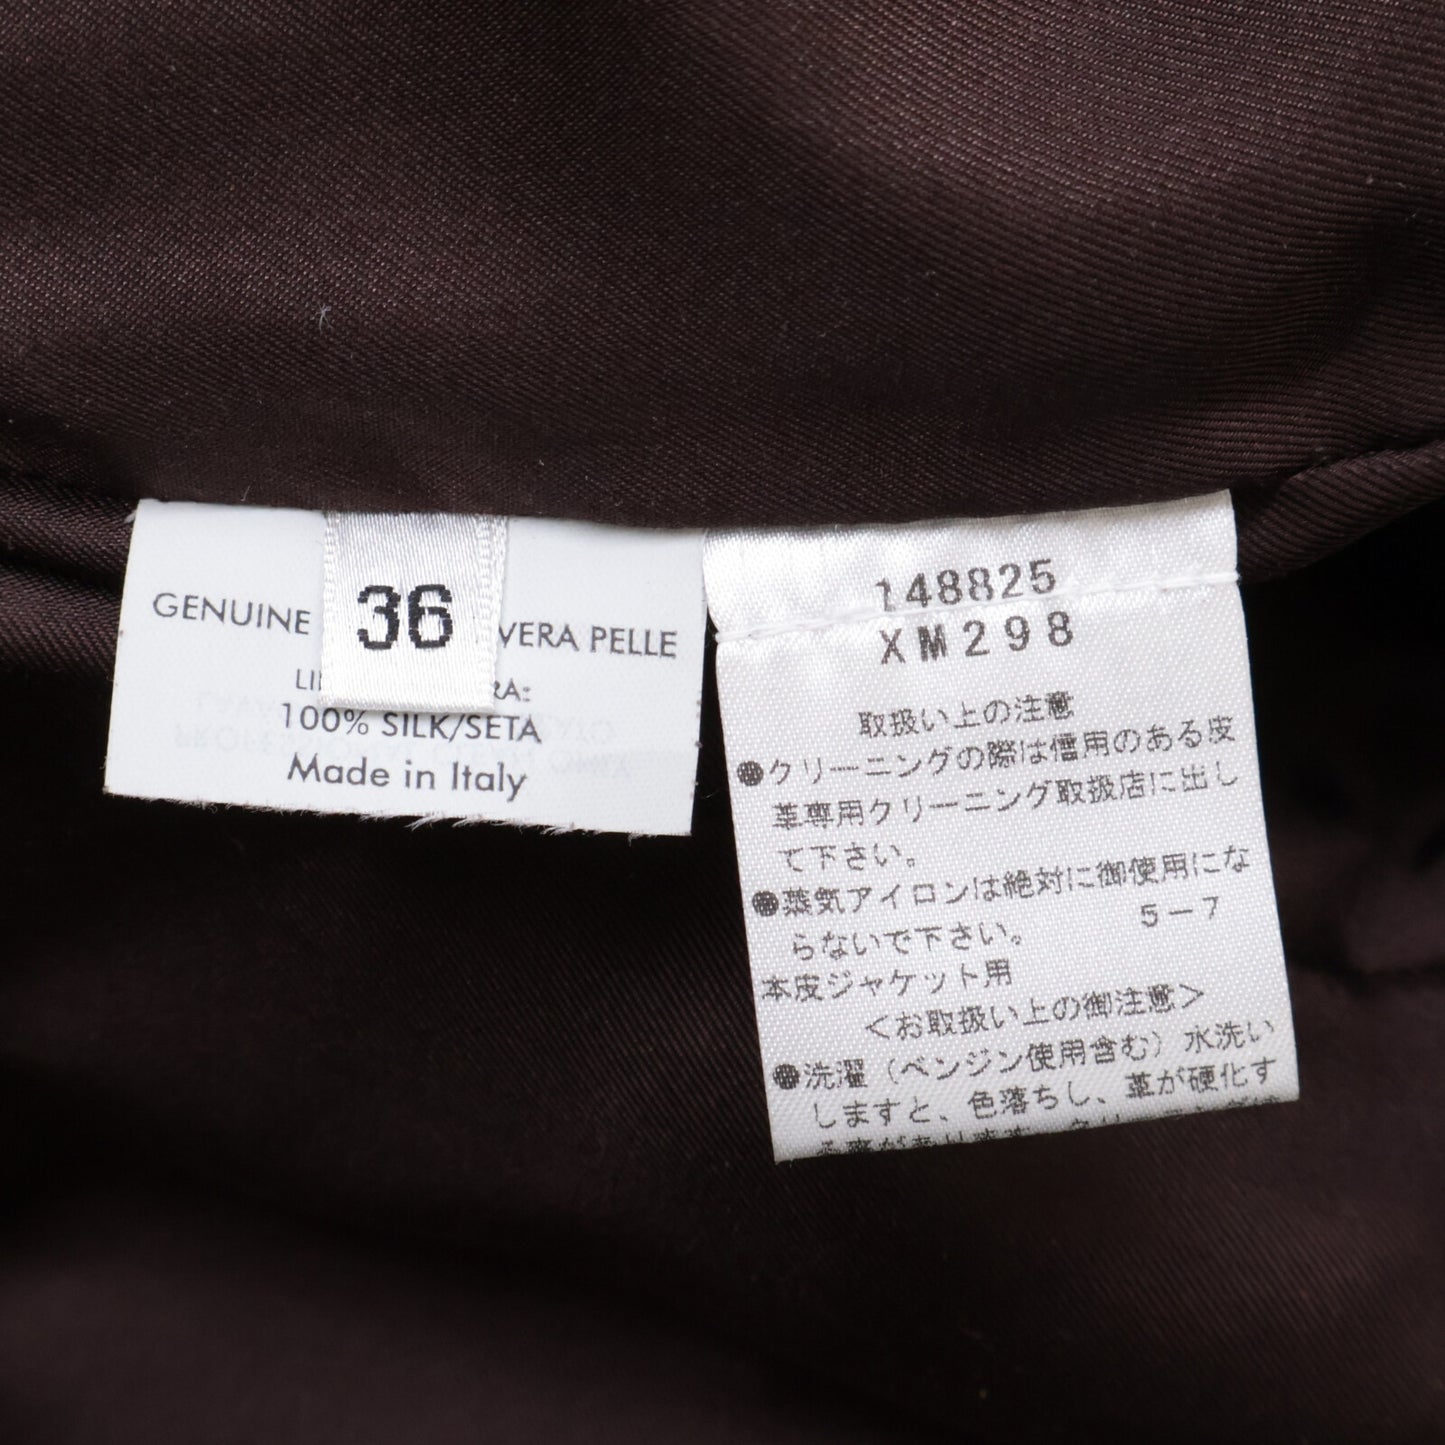 GENUINE
36
VERA PELLE
LI RA:
100% SILK/SETA
Made in Italy
148825
XM298
取扱い上の注意
●クリーニングの際は信用のある皮
革専用クリーニング取扱店に出し
て下さい。
●蒸気アイロンは絶対に御使用にな
らないで下さい。 5－7
本皮ジャケット用
＜お取扱い上の御注意＞
●洗濯（ベンジン使用含む）水洗い
しますと、色落ちし、革が硬化す